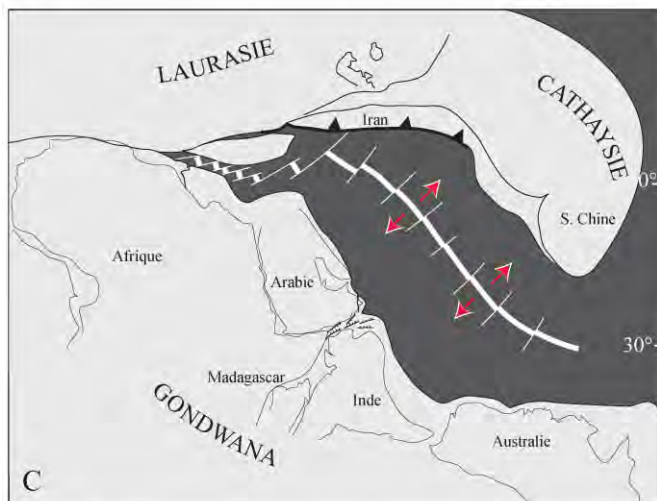 LAURASIE
CATHAYSIE
Iran
0°
S. Chine
Afrique
Arabie
30°
Madagascar
Inde
GONDWANA
Australie
C